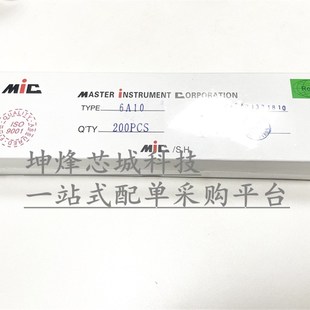 MIC
MASTER INSTRUMENT CORPORATION
TYPE 6A10
ISO
9001
Q'TY 200PCS
MIC /S.H.
坤烽芯城科技
一站式配单采购平台